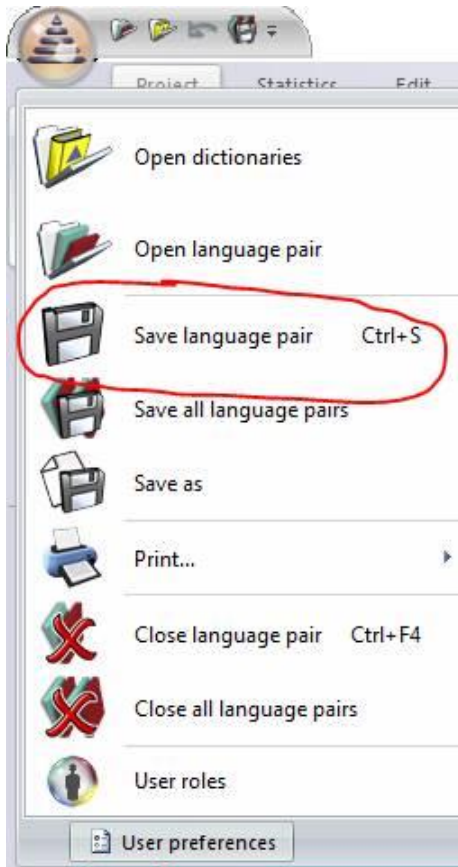 Project Statistics Edit
Open dictionaries
Open language pair
Save language pair Ctrl+S
Save all language pairs
Save as
Print...
Close language pair Ctrl+F4
Close all language pairs
User roles
User preferences